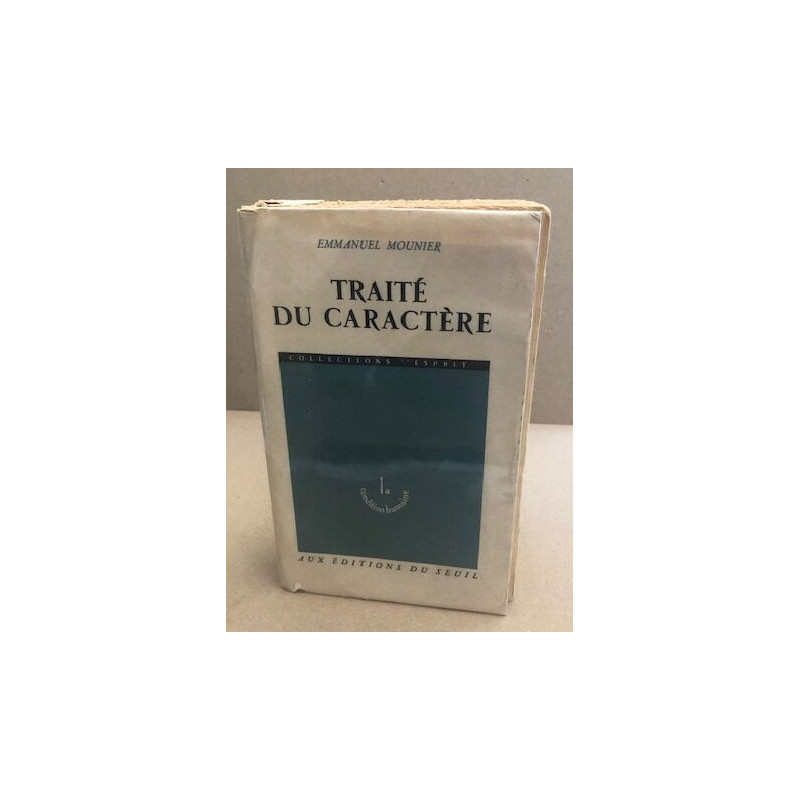 EMMANUEL MOUNIER
TRAITÉ
DU CARACTÈRE
COLLECTIONS "ESPRIT"
la
condition humaine
AUX ÉDITIONS DU SEUIL